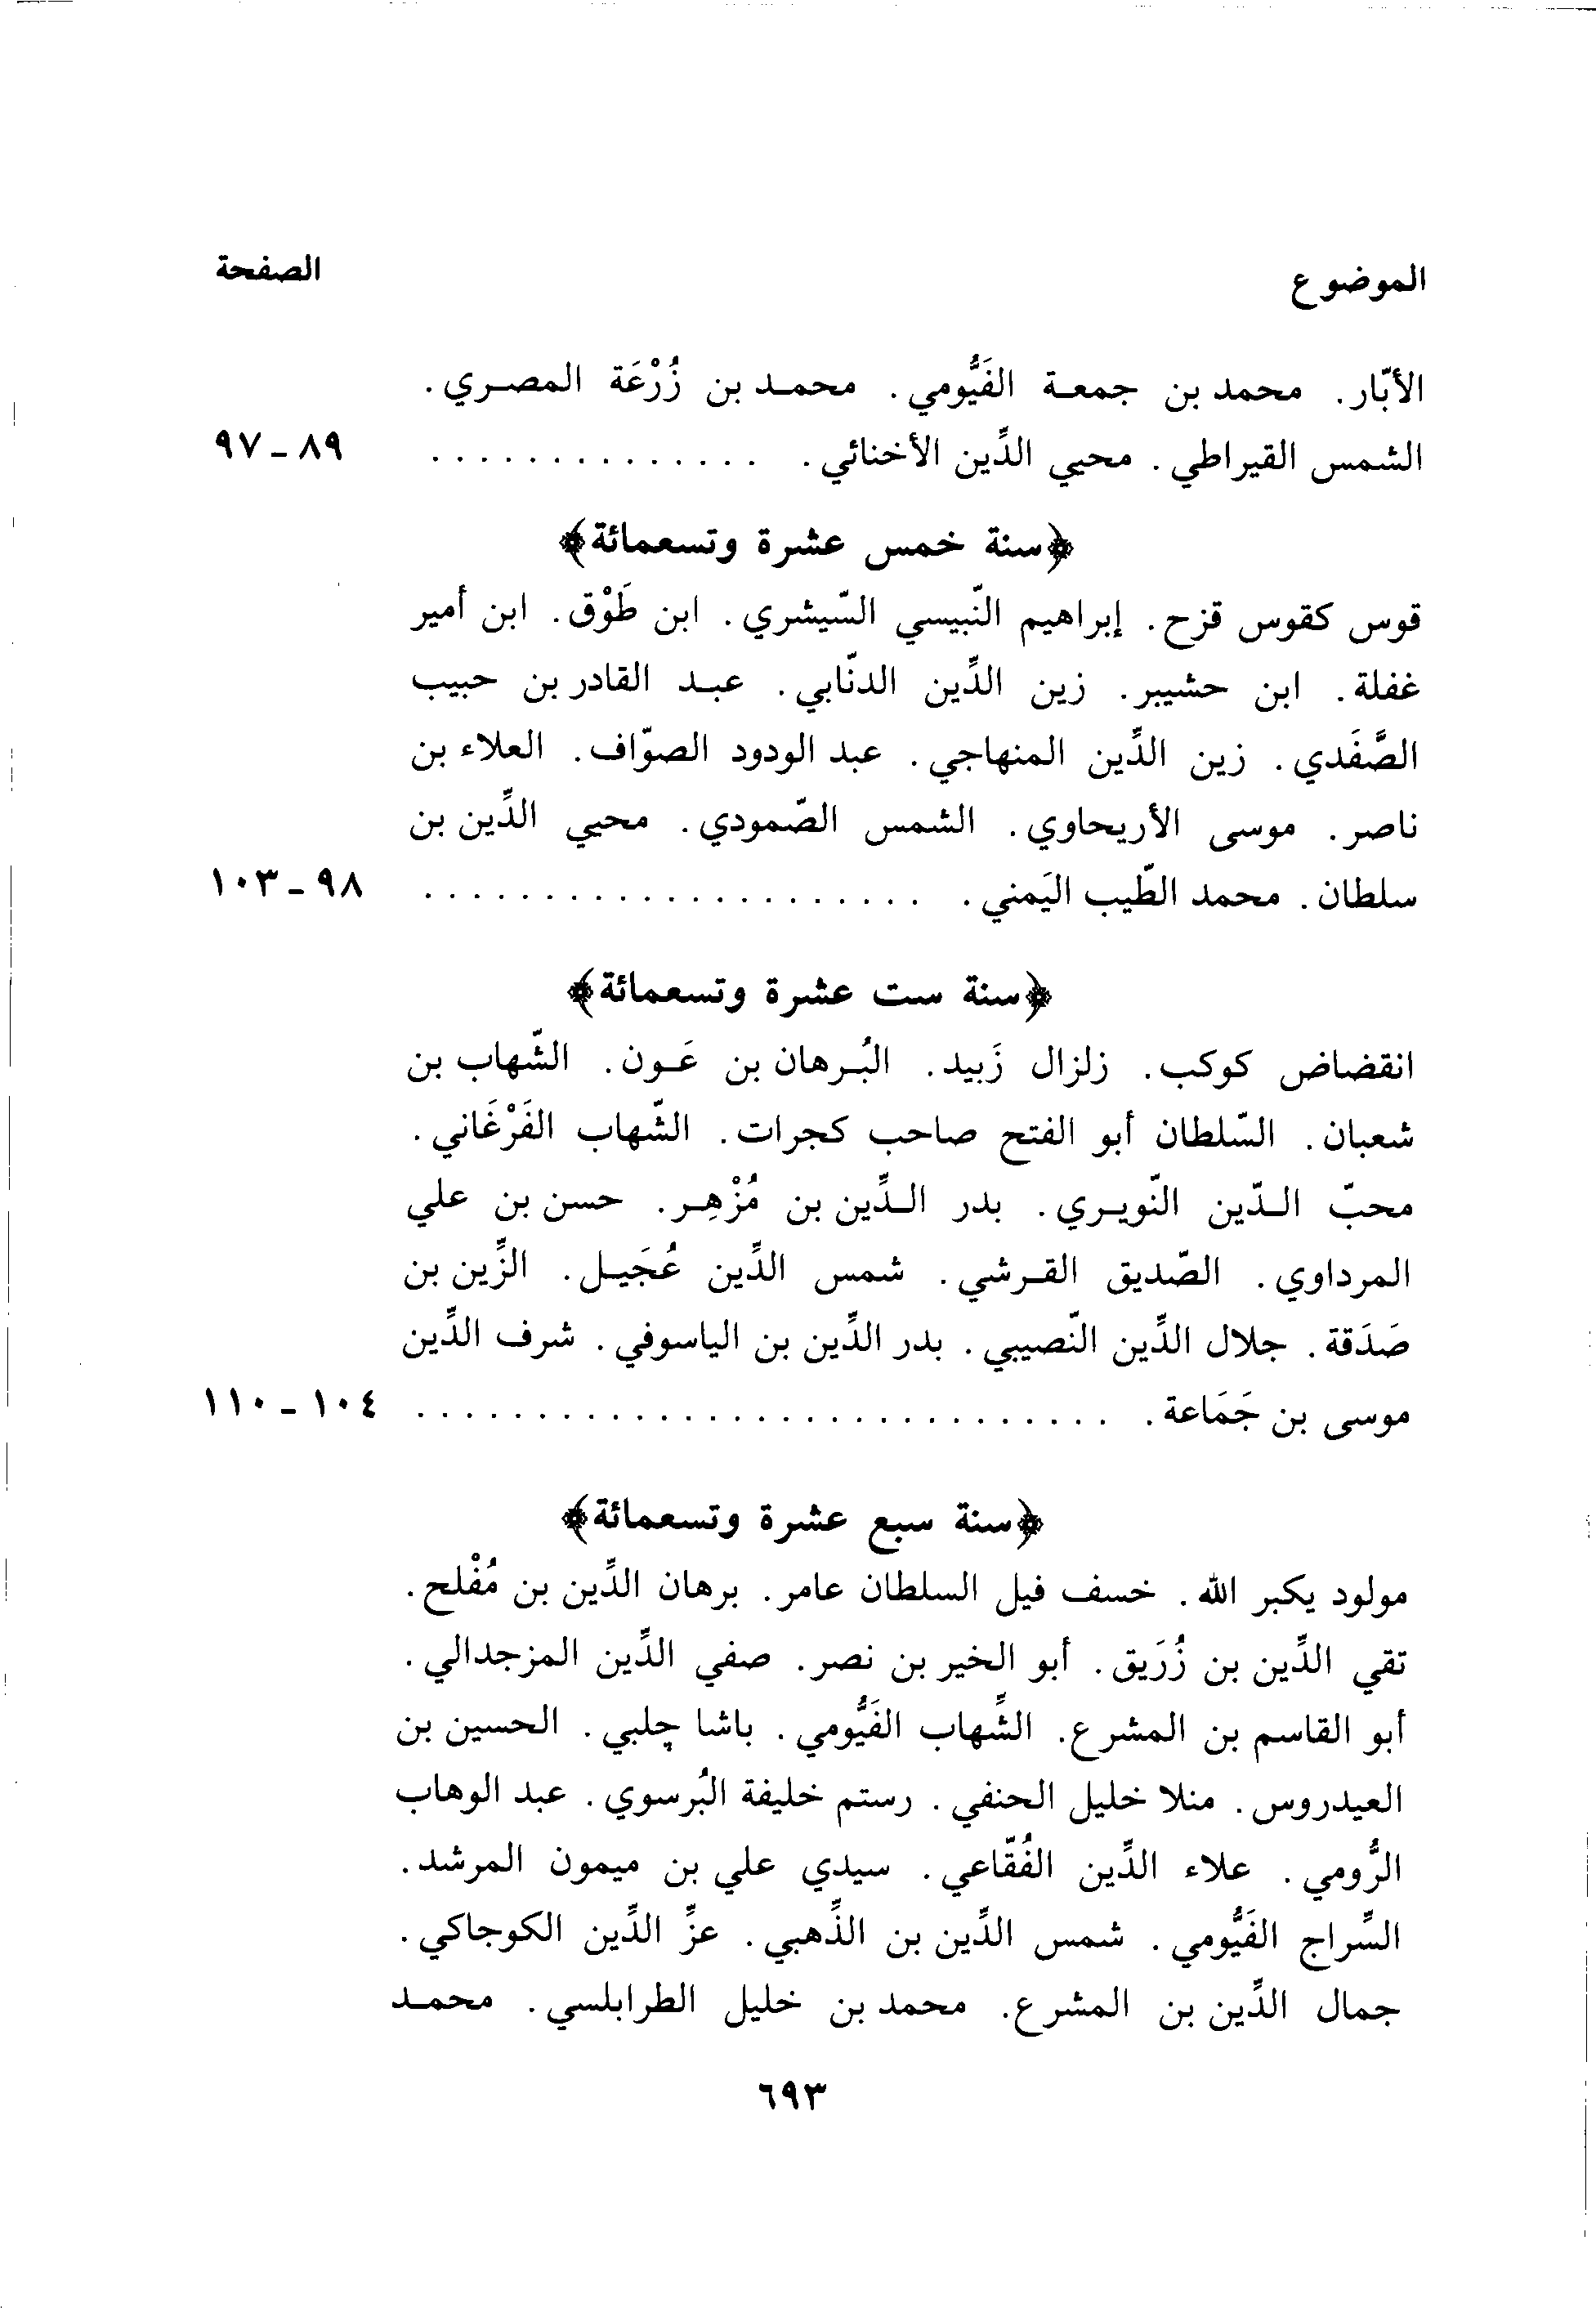 الموضوع الصفحة
الأبّار. محمد بن جمعة الفَيُّومي. محمد بن زُرْعَة المصري.
الشمس القيراطي. محيي الدِّين الأخنائي. . . . . . . . . . . . . . . ٨٩ - ٩٧
﴿سنة خمس عشرة وتسعمائة﴾
قوس كقوس قزح. إبراهيم النّبيسي السّيشري. ابن طَوْق. ابن أمير
غفلة. ابن حشيبر. زين الدِّين الدنّابي. عبد القادر بن حبيب
الصَّفَدي. زين الدِّين المنهاجي. عبد الودود الصوّاف. العلاء بن
ناصر. موسى الأريحاوي. الشمس الصّمودي. محيي الدِّين بن
سلطان. محمد الطّيب اليَمني. . . . . . . . . . . . . . . . . . . . . . ٩٨ - ١٠٣
﴿سنة ست عشرة وتسعمائة﴾
انقضاض كوكب. زلزال زَبيد. البُرهان بن عَون. الشّهاب بن
شعبان. السّلطان أبو الفتح صاحب كجرات. الشّهاب الفَرْغَاني.
محبّ الدّين النّويري. بدر الدِّين بن مُزْهِر. حسن بن علي
المرداوي. الصّديق القرشي. شمس الدِّين عُجَيل. الزِّين بن
صَدَقة. جلال الدِّين النّصيبي. بدر الدِّين بن الياسوفي. شرف الدِّين
موسى بن جَمَاعة. . . . . . . . . . . . . . . . . . . . . . . . . . . . . . ١٠٤ - ١١٠
﴿سنة سبع عشرة وتسعمائة﴾
مولود يكبر الله. خسف فيل السلطان عامر. برهان الدِّين بن مُفْلح.
تقي الدِّين بن زُرَيق. أبو الخير بن نصر. صفي الدِّين المزجدالي.
أبو القاسم بن المشرع. الشِّهاب الفَيُّومي. باشا چلبي. الحسين بن
العيدروس. منلا خليل الحنفي. رستم خليفة البُرسوي. عبد الوهاب
الرُّومي. علاء الدِّين الفُقّاعي. سيدي علي بن ميمون المرشد.
السِّراج الفَيُّومي. شمس الدِّين بن الذِّهبي. عزِّ الدِّين الكوجاكي.
جمال الدِّين بن المشرع. محمد بن خليل الطرابلسي. محمد
٦٩٣